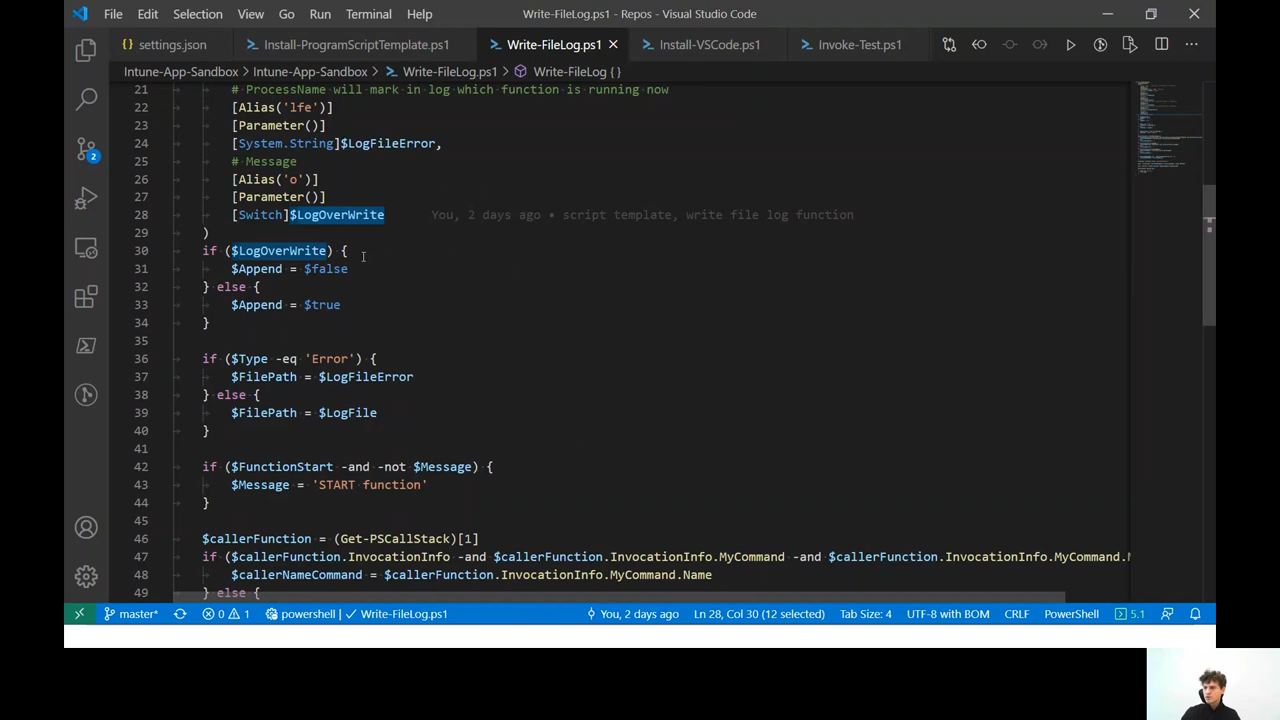 File Edit Selection View Go Run Terminal Help Write-FileLog.ps1 - Repos - Visual Studio Code
settings.json Install-ProgramScriptTemplate.ps1 Write-FileLog.ps1 Install-VSCode.ps1 Invoke-Test.ps1
Intune-App-Sandbox > Intune-App-Sandbox > Write-FileLog.ps1 > Write-FileLog { }
21 # ProcessName will mark in log which function is running now
22 [Alias('lfe')]
23 [Parameter()]
24 [System.String]$LogFileError,
25 # Message
26 [Alias('o')]
27 [Parameter()]
28 [Switch]$LogOverWrite You, 2 days ago • script template, write file log function
29 )
30 if ($LogOverWrite) {
31 $Append = $false
32 } else {
33 $Append = $true
34 }
35
36 if ($Type -eq 'Error') {
37 $FilePath = $LogFileError
38 } else {
39 $FilePath = $LogFile
40 }
41
42 if ($FunctionStart -and -not $Message) {
43 $Message = 'START function'
44 }
45
46 $callerFunction = (Get-PSCallStack)[1]
47 if ($callerFunction.InvocationInfo -and $callerFunction.InvocationInfo.MyCommand -and $callerFunction.InvocationInfo.MyCommand.
48 $callerNameCommand = $callerFunction.InvocationInfo.MyCommand.Name
49 } else {
2
master* 0 1 powershell | Write-FileLog.ps1 You, 2 days ago Ln 28, Col 30 (12 selected) Tab Size: 4 UTF-8 with BOM CRLF PowerShell 5.1